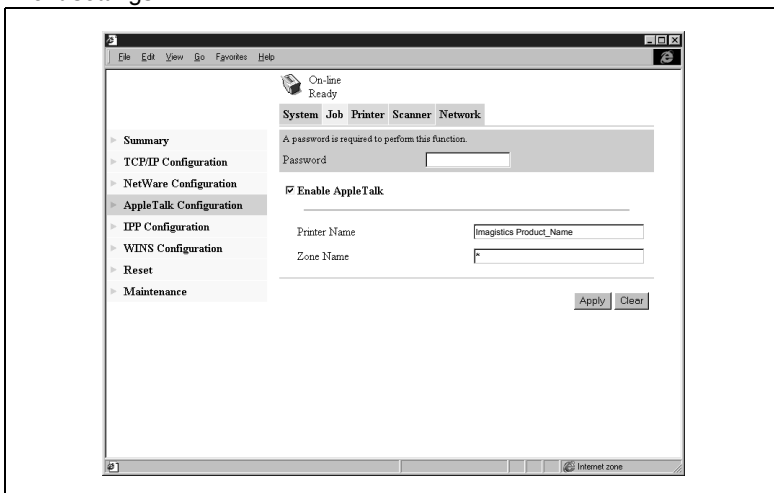 File Edit View Go Favorites Help
On-line
Ready
System Job Printer Scanner Network
Summary
TCP/IP Configuration
NetWare Configuration
AppleTalk Configuration
IPP Configuration
WINS Configuration
Reset
Maintenance
A password is required to perform this function.
Password
Enable AppleTalk
Printer Name Imagistics Product_Name
Zone Name *
Apply Clear
Internet zone